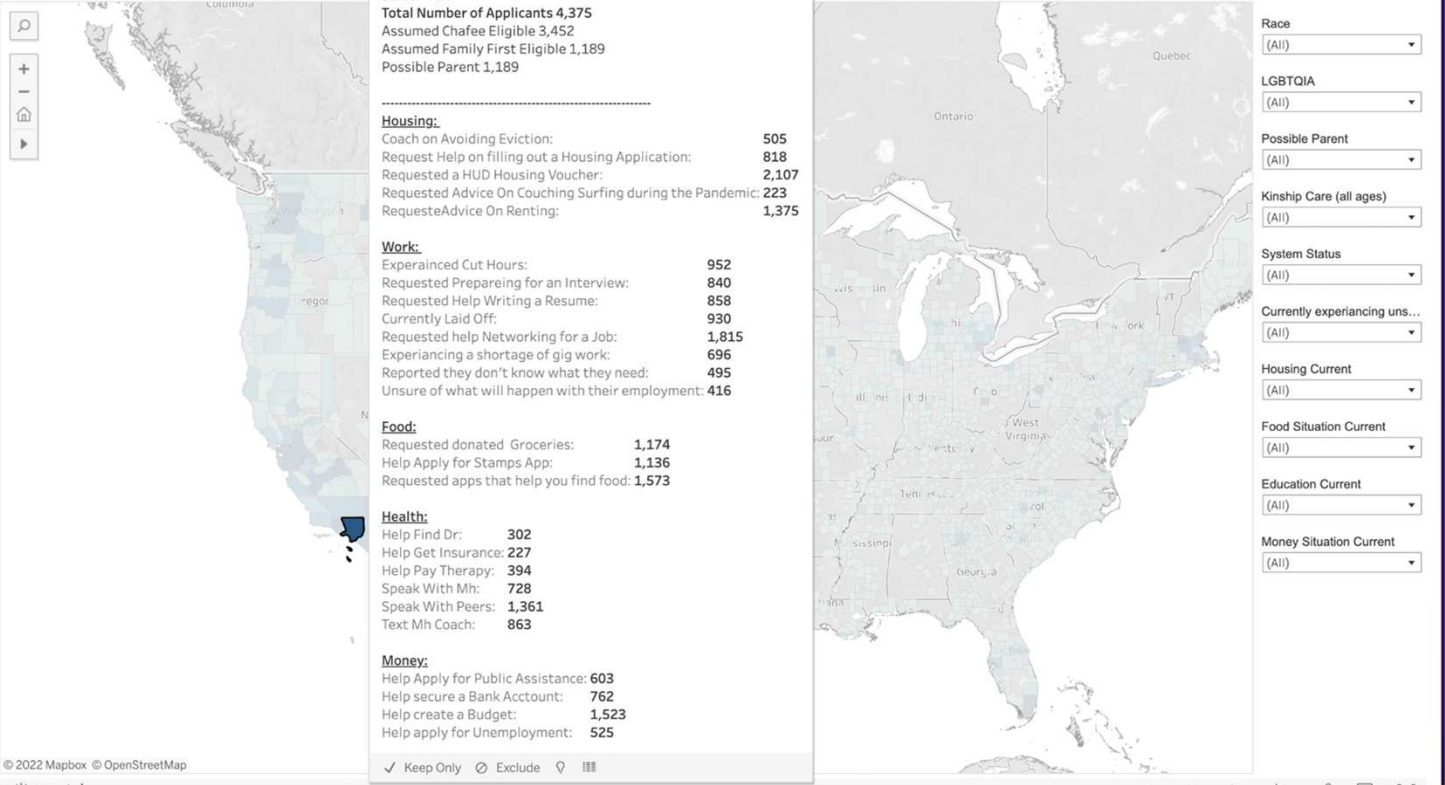 Columbia
Total Number of Applicants 4,375
Assumed Chafee Eligible 3,452
Assumed Family First Eligible 1,189
Possible Parent 1,189
--------------------------------------------------------------
Housing:
Coach on Avoiding Eviction: 505
Request Help on filling out a Housing Application: 818
Requested a HUD Housing Voucher: 2,107
Requested Advice On Couching Surfing during the Pandemic: 223
RequesteAdvice On Renting: 1,375
Work:
Experainced Cut Hours: 952
Requested Prepareing for an Interview: 840
Requested Help Writing a Resume: 858
Currently Laid Off: 930
Requested help Networking for a Job: 1,815
Experiencing a shortage of gig work: 696
Reported they don't know what they need: 495
Unsure of what will happen with their employment: 416
Food:
Requested donated Groceries: 1,174
Help Apply for Stamps App: 1,136
Requested apps that help you find food: 1,573
Health:
Help Find Dr: 302
Help Get Insurance: 227
Help Pay Therapy: 394
Speak With Mh: 728
Speak With Peers: 1,361
Text Mh Coach: 863
Money:
Help Apply for Public Assistance: 603
Help secure a Bank Acctount: 762
Help create a Budget: 1,523
Help apply for Unemployment: 525
Keep Only Exclude
Quebec
Ontario
VT
West
Virginia
Georgia
Race
(All)
LGBTQIA
(All)
Possible Parent
(All)
Kinship Care (all ages)
(All)
System Status
(All)
Currently experiencing uns...
(All)
Housing Current
(All)
Food Situation Current
(All)
Education Current
(All)
Money Situation Current
(All)
© 2022 Mapbox © OpenStreetMap